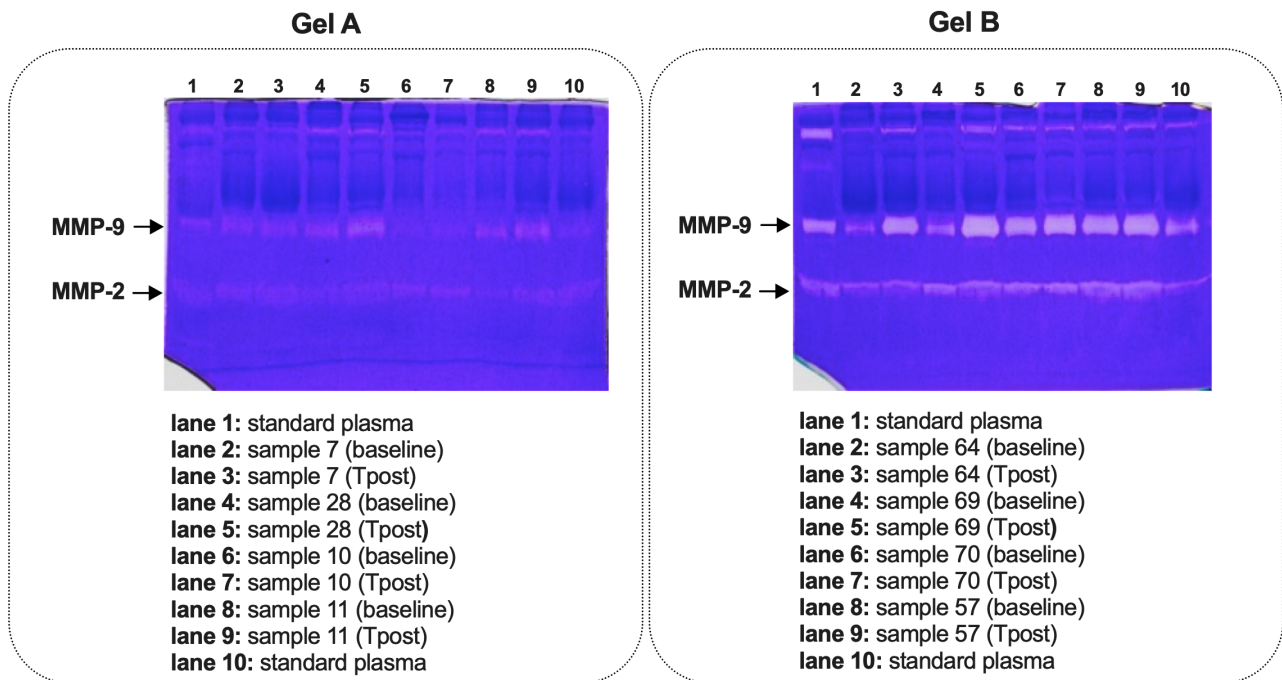 Gel A
1 2 3 4 5 6 7 8 9 10
MMP-9
MMP-2
lane 1: standard plasma
lane 2: sample 7 (baseline)
lane 3: sample 7 (Tpost)
lane 4: sample 28 (baseline)
lane 5: sample 28 (Tpost)
lane 6: sample 10 (baseline)
lane 7: sample 10 (Tpost)
lane 8: sample 11 (baseline)
lane 9: sample 11 (Tpost)
lane 10: standard plasma
Gel B
1 2 3 4 5 6 7 8 9 10
MMP-9
MMP-2
lane 1: standard plasma
lane 2: sample 64 (baseline)
lane 3: sample 64 (Tpost)
lane 4: sample 69 (baseline)
lane 5: sample 69 (Tpost)
lane 6: sample 70 (baseline)
lane 7: sample 70 (Tpost)
lane 8: sample 57 (baseline)
lane 9: sample 57 (Tpost)
lane 10: standard plasma